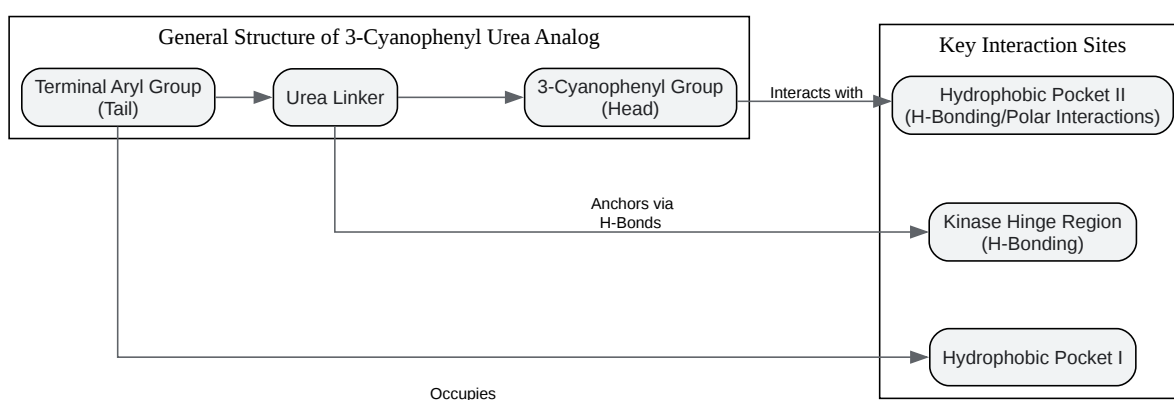 General Structure of 3-Cyanophenyl Urea Analog
Terminal Aryl Group
(Tail)
Urea Linker
3-Cyanophenyl Group
(Head)
Interacts with
Key Interaction Sites
Hydrophobic Pocket II
(H-Bonding/Polar Interactions)
Anchors via
H-Bonds
Kinase Hinge Region
(H-Bonding)
Hydrophobic Pocket I
Occupies